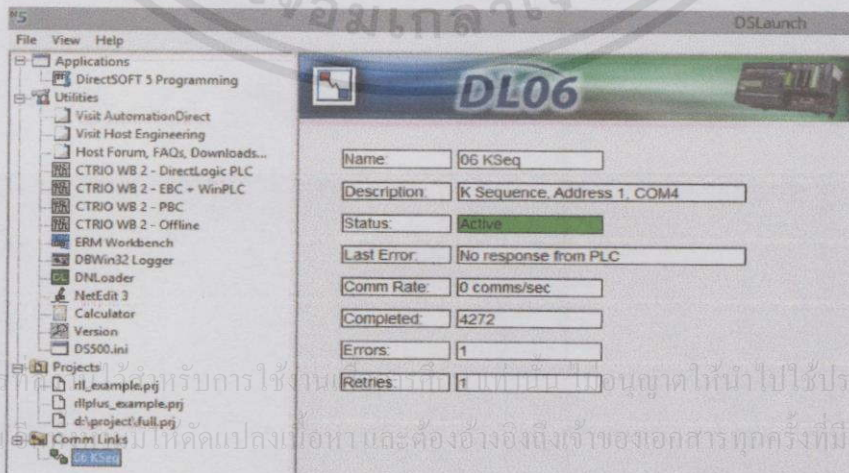 DSLaunch
File View Help
Applications
DirectSOFT 5 Programming
Utilities
Visit AutomationDirect
Visit Host Engineering
Host Forum, FAQs, Downloads...
CTRIO WB 2 - DirectLogic PLC
CTRIO WB 2 - EBC + WinPLC
CTRIO WB 2 - PBC
CTRIO WB 2 - Offline
ERM Workbench
DBWin32 Logger
DNLoader
NetEdit 3
Calculator
Version
DS500.ini
Projects
rll_example.prj
rllplus_example.prj
d:\project\full.prj
Comm Links
06 KSeq
DL06
Name: 06 KSeq
Description: K Sequence, Address 1, COM4
Status: Active
Last Error: No response from PLC
Comm Rate: 0 comms/sec
Completed: 4272
Errors: 1
Retries: 1